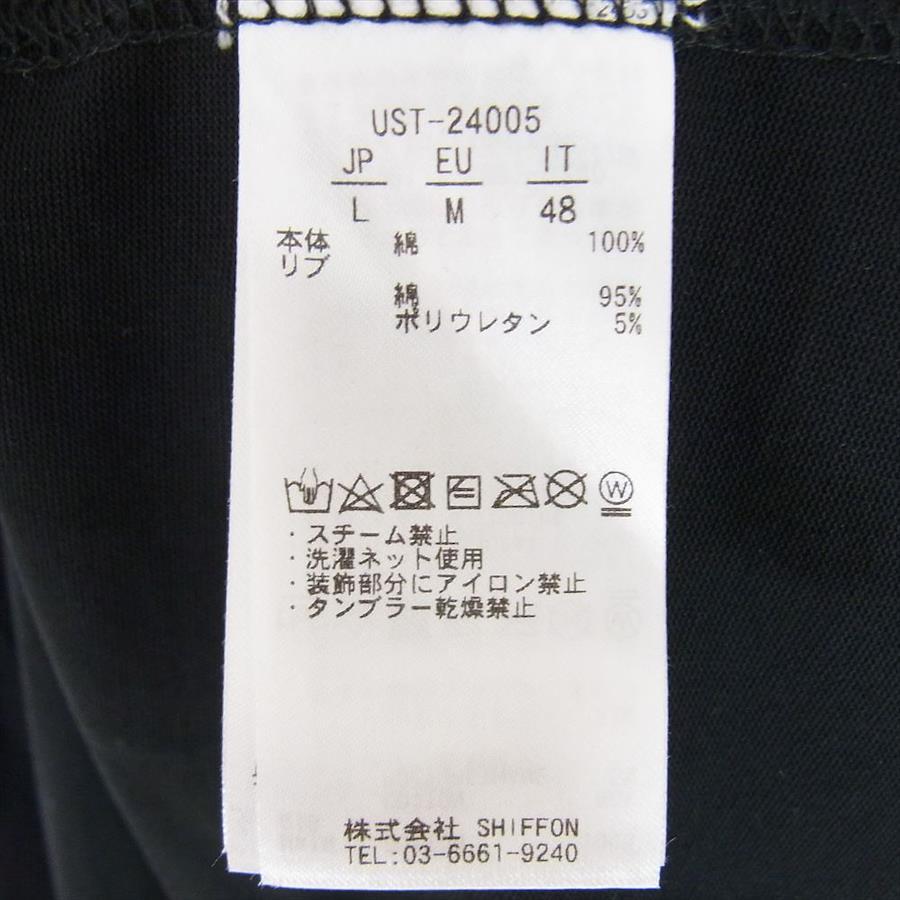 UST-24005
JP EU IT
L M 48
本体 綿 100%
リブ
綿 95%
ポリウレタン 5%
W
・スチーム禁止
・洗濯ネット使用
・装飾部分にアイロン禁止
・タンブラー乾燥禁止
株式会社 SHIFFON
TEL:03-6661-9240